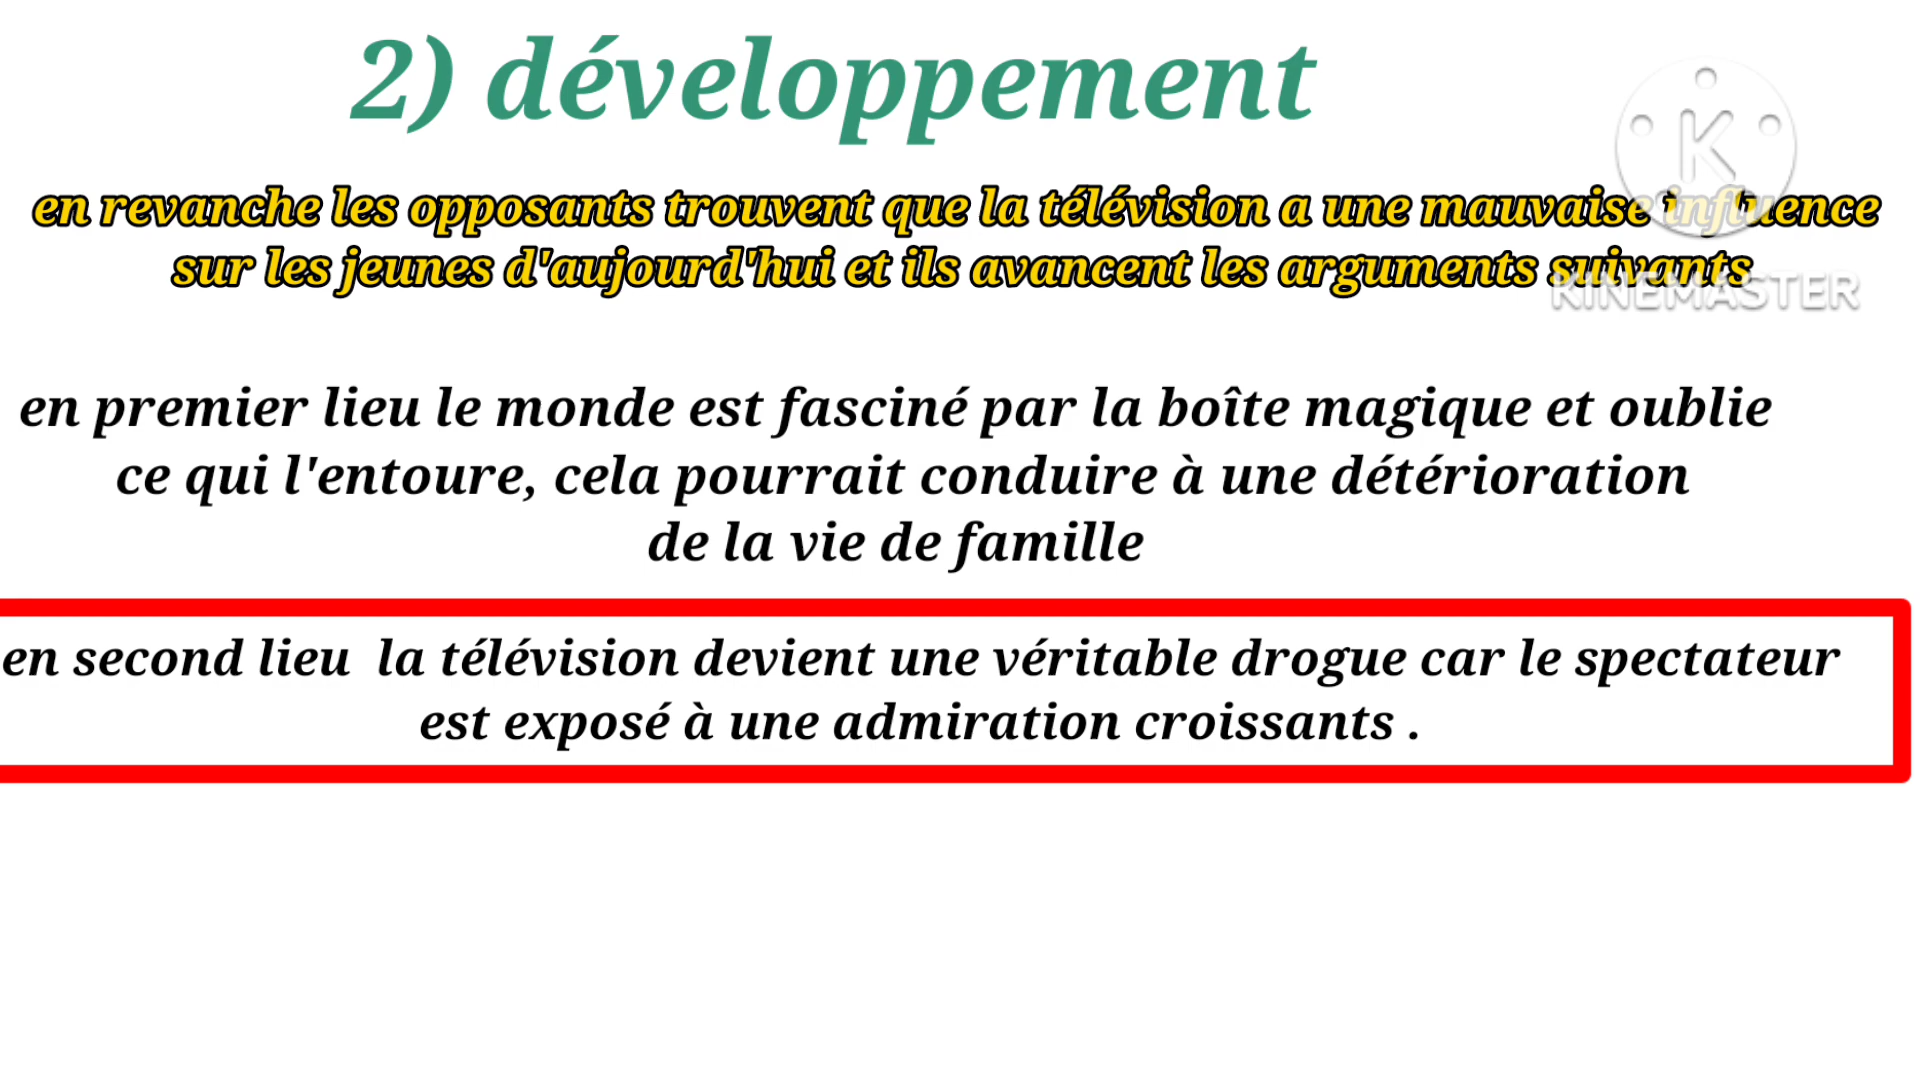 2) développement
en revanche les opposants trouvent que la télévision a une mauvaise influence
sur les jeunes d'aujourd'hui et ils avancent les arguments suivants
K
KINEMASTER
en premier lieu le monde est fasciné par la boîte magique et oublie
ce qui l'entoure, cela pourrait conduire à une détérioration
de la vie de famille
en second lieu  la télévision devient une véritable drogue car le spectateur
est exposé à une admiration croissants .